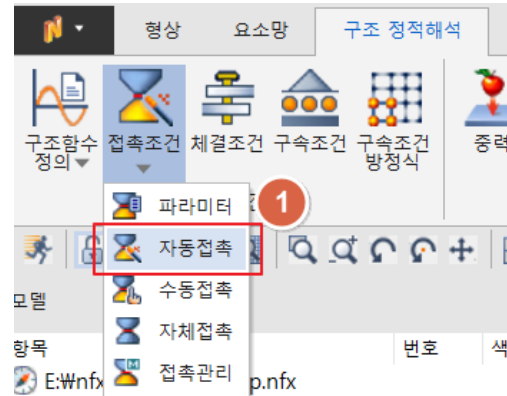 형상 요소망 구조 정적해석
구조함수 정의 접촉조건 체결조건 구속조건 구속조건 방정식 중력
파라미터 1
자동접촉
수동접촉
모델
자체접촉
항목 번호 색
접촉관리
E:₩nfx p.nfx